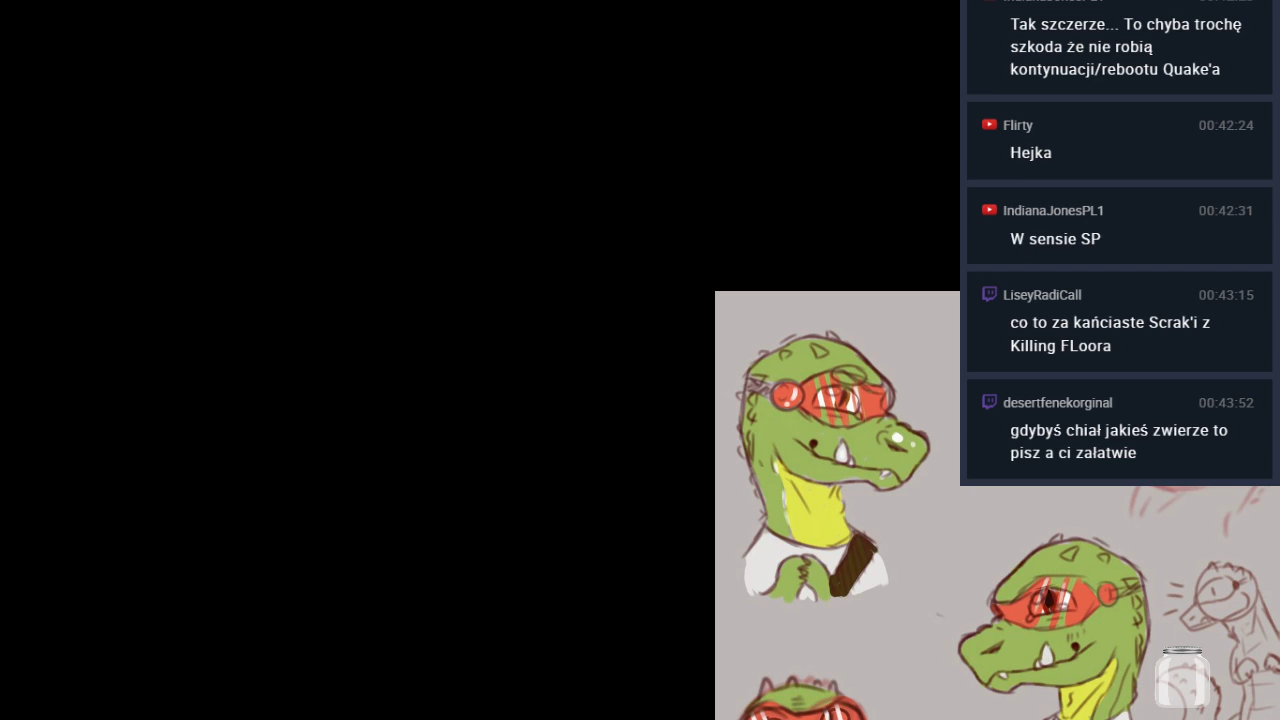 Tak szczerze... To chyba trochę
szkoda że nie robią
kontynuacji/rebootu Quake'a
Flirty 00:42:24
Hejka
IndianaJonesPL1 00:42:31
W sensie SP
LiseyRadiCall 00:43:15
co to za kańciaste Scrak'i z
Killing FLoora
desertfenekorginal 00:43:52
gdybyś chiał jakieś zwierze to
pisz a ci załatwie